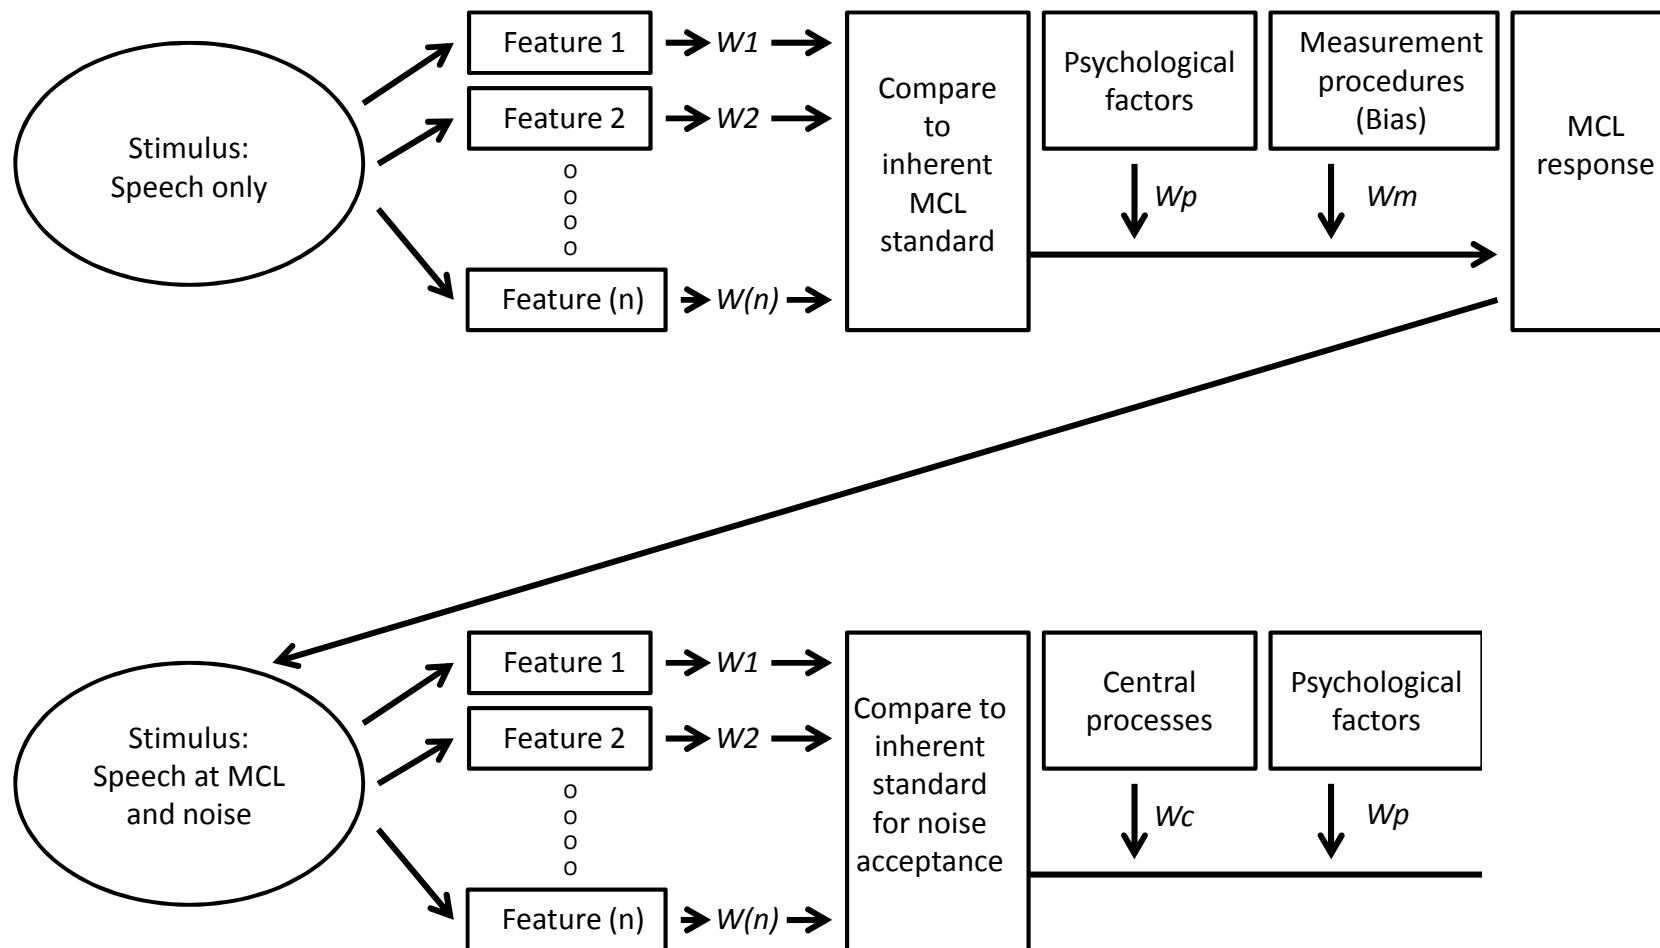 Stimulus:
Speech only
Feature 1
W1
Feature 2
W2
o
o
o
o
Feature (n)
W(n)
Compare
to
inherent
MCL
standard
Psychological
factors
Wp
Measurement
procedures
(Bias)
Wm
MCL
response
Stimulus:
Speech at MCL
and noise
Feature 1
W1
Feature 2
W2
o
o
o
o
Feature (n)
W(n)
Compare to
inherent
standard
for noise
acceptance
Central
processes
Wc
Psychological
factors
Wp